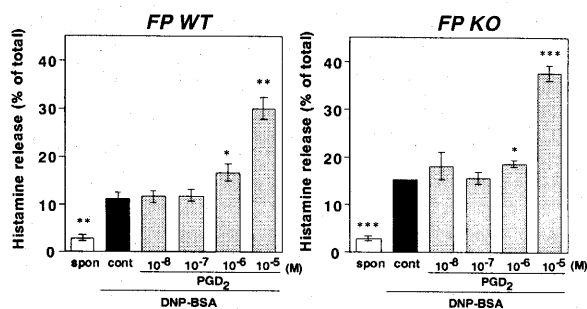 FP WT
Histamine release (% of total)
40
30
20
10
0
**
*
**
spon cont 10-8 10-7 10-6 10-5 (M)
PGD2
DNP-BSA
FP KO
Histamine release (% of total)
40
30
20
10
0
***
*
***
spon cont 10-8 10-7 10-6 10-5 (M)
PGD2
DNP-BSA